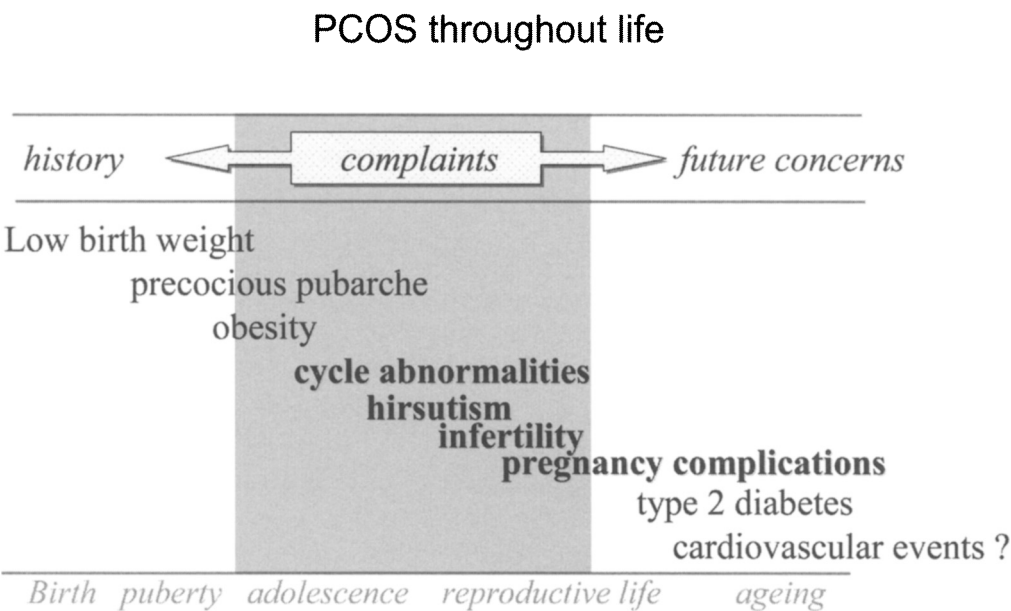 PCOS throughout life
history complaints future concerns
Low birth weight
precocious pubarche
obesity
cycle abnormalities
hirsutism
infertility
pregnancy complications
type 2 diabetes
cardiovascular events ?
Birth puberty adolescence reproductive life ageing